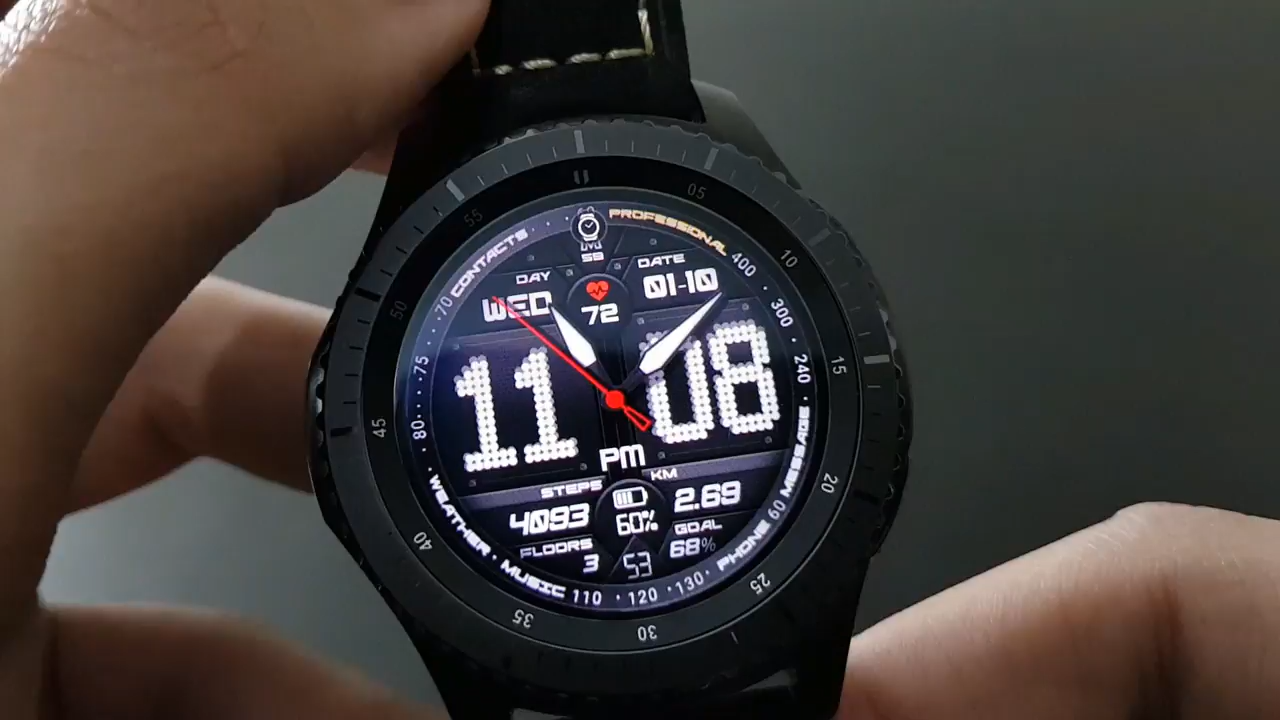 05
10
15
20
25
30
35
40
45
50
55
PROFESSIONAL
400
300
240
MESSAGE
60
PHONE
130
120
110
MUSIC
WEATHER
80
75
70
CONTACTS
DAY
WED
DATE
01-10
72
11 08
PM
STEPS
4093
KM
2.69
60%
FLOORS
3
GOAL
68%
53